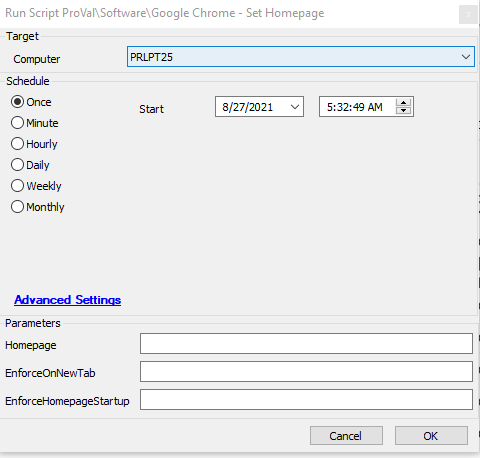 Run Script ProVal\Software\Google Chrome - Set Homepage
Target
Computer PRLPT25
Schedule
Once Start 8/27/2021 5:32:49 AM
Minute
Hourly
Daily
Weekly
Monthly
Advanced Settings
Parameters
Homepage
EnforceOnNewTab
EnforceHomepageStartup
Cancel OK